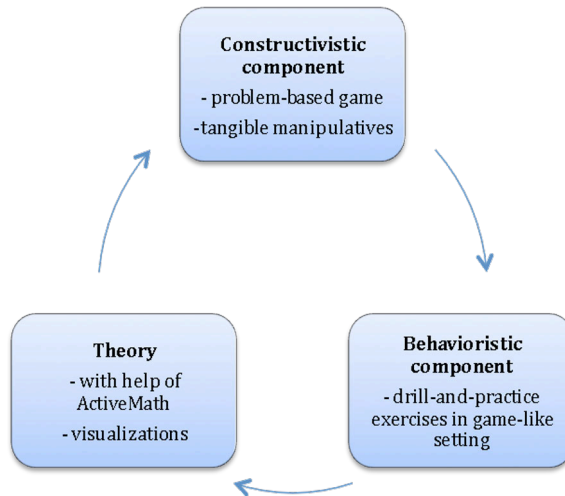 Constructivistic
component
- problem-based game
-tangible manipulatives
Theory
- with help of
ActiveMath
- visualizations
Behavioristic
component
- drill-and-practice
exercises in game-like
setting